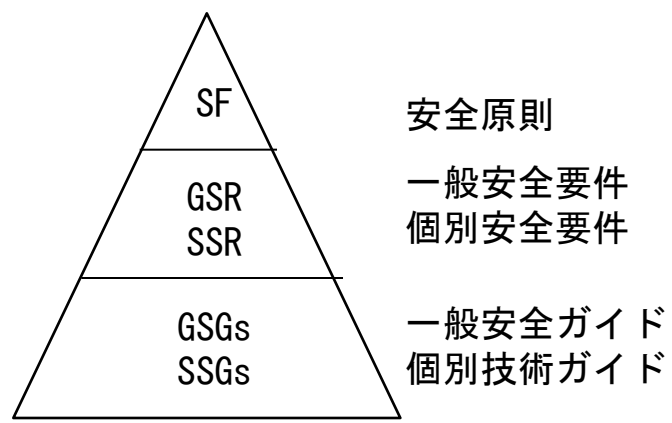 SF
安全原則
GSR
一般安全要件
SSR
個別安全要件
GSGs
一般安全ガイド
SSGs
個別技術ガイド